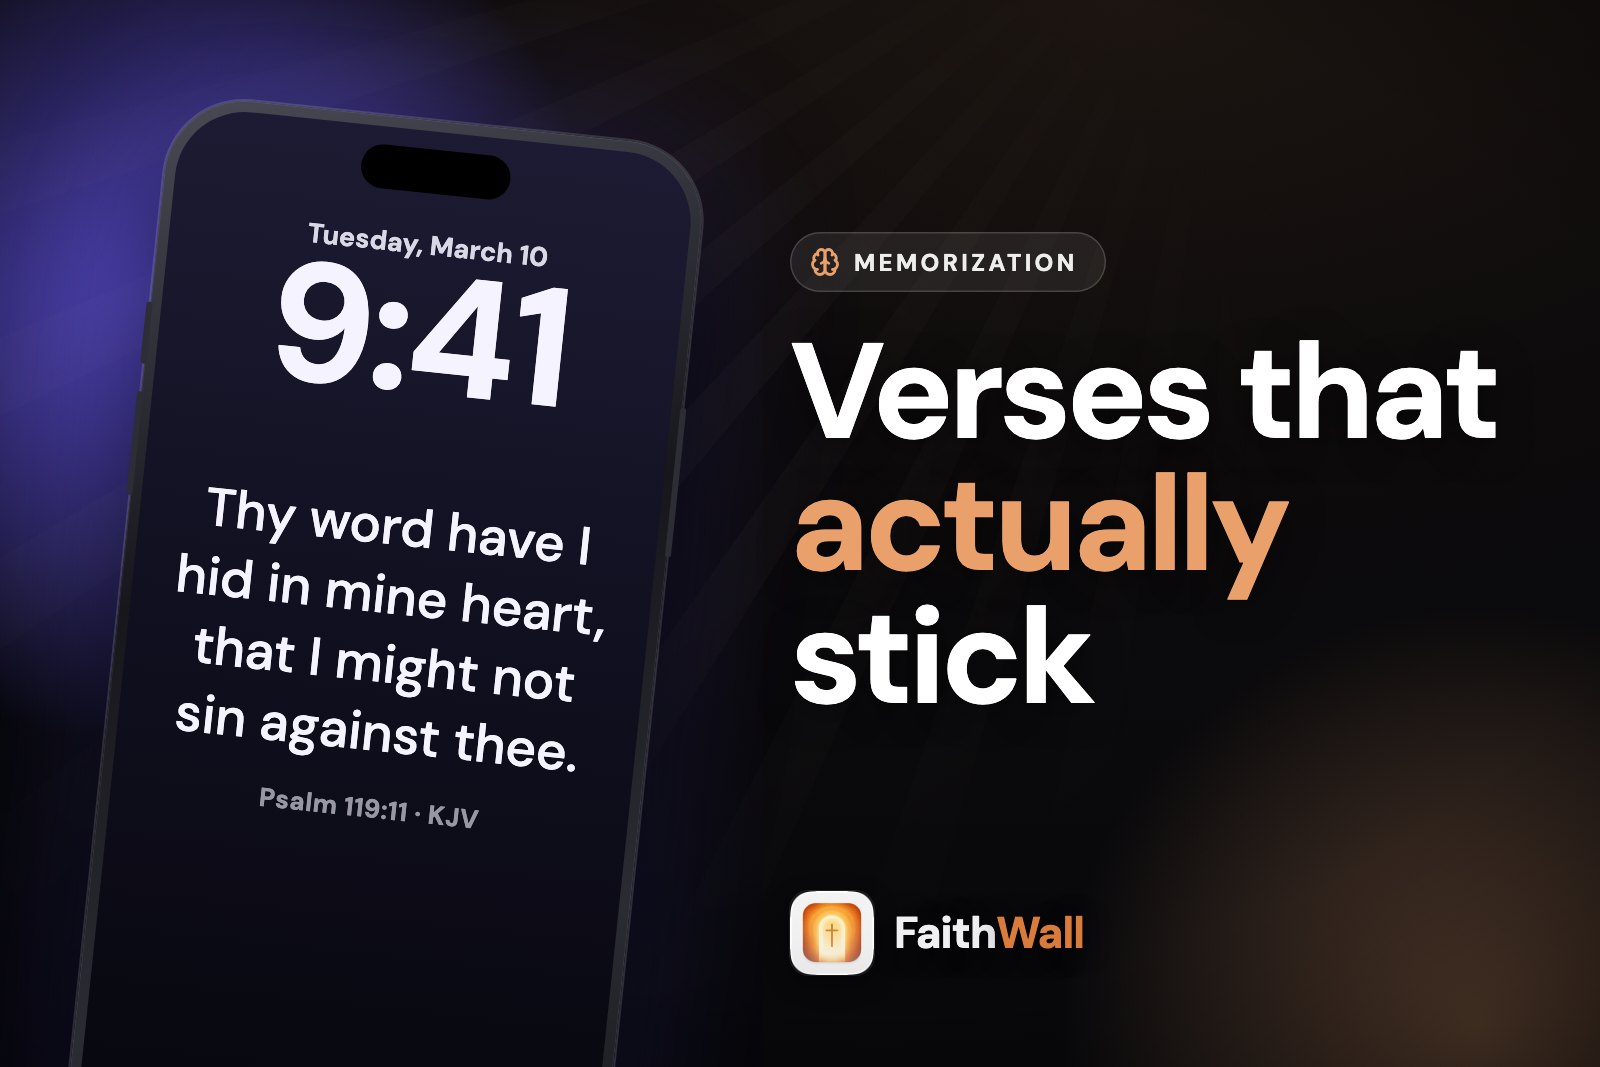 Tuesday, March 10
9:41
Thy word have I
hid in mine heart,
that I might not
sin against thee.
Psalm 119:11 · KJV
MEMORIZATION
Verses that
actually
stick
FaithWall